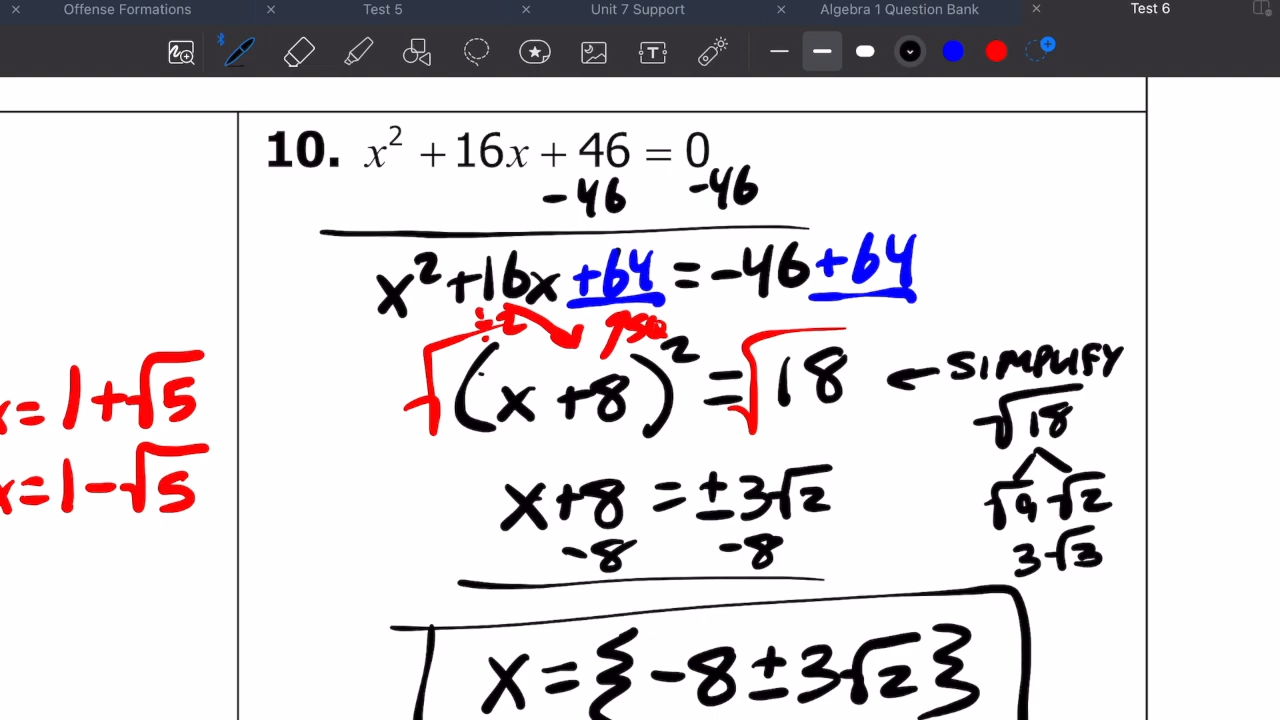 Offense Formations Test 5 Unit 7 Support Algebra 1 Question Bank Test 6
10. x² + 16x + 46 = 0
-46 -46
x² + 16x +64 = -46 +64
÷2 sq
√(x + 8)² = √18 ← SIMPLIFY
√18
√9 √2
3√3
x + 8 = ± 3√2
-8 -8
x = {-8 ± 3√2}
x = 1 + √5
x = 1 - √5